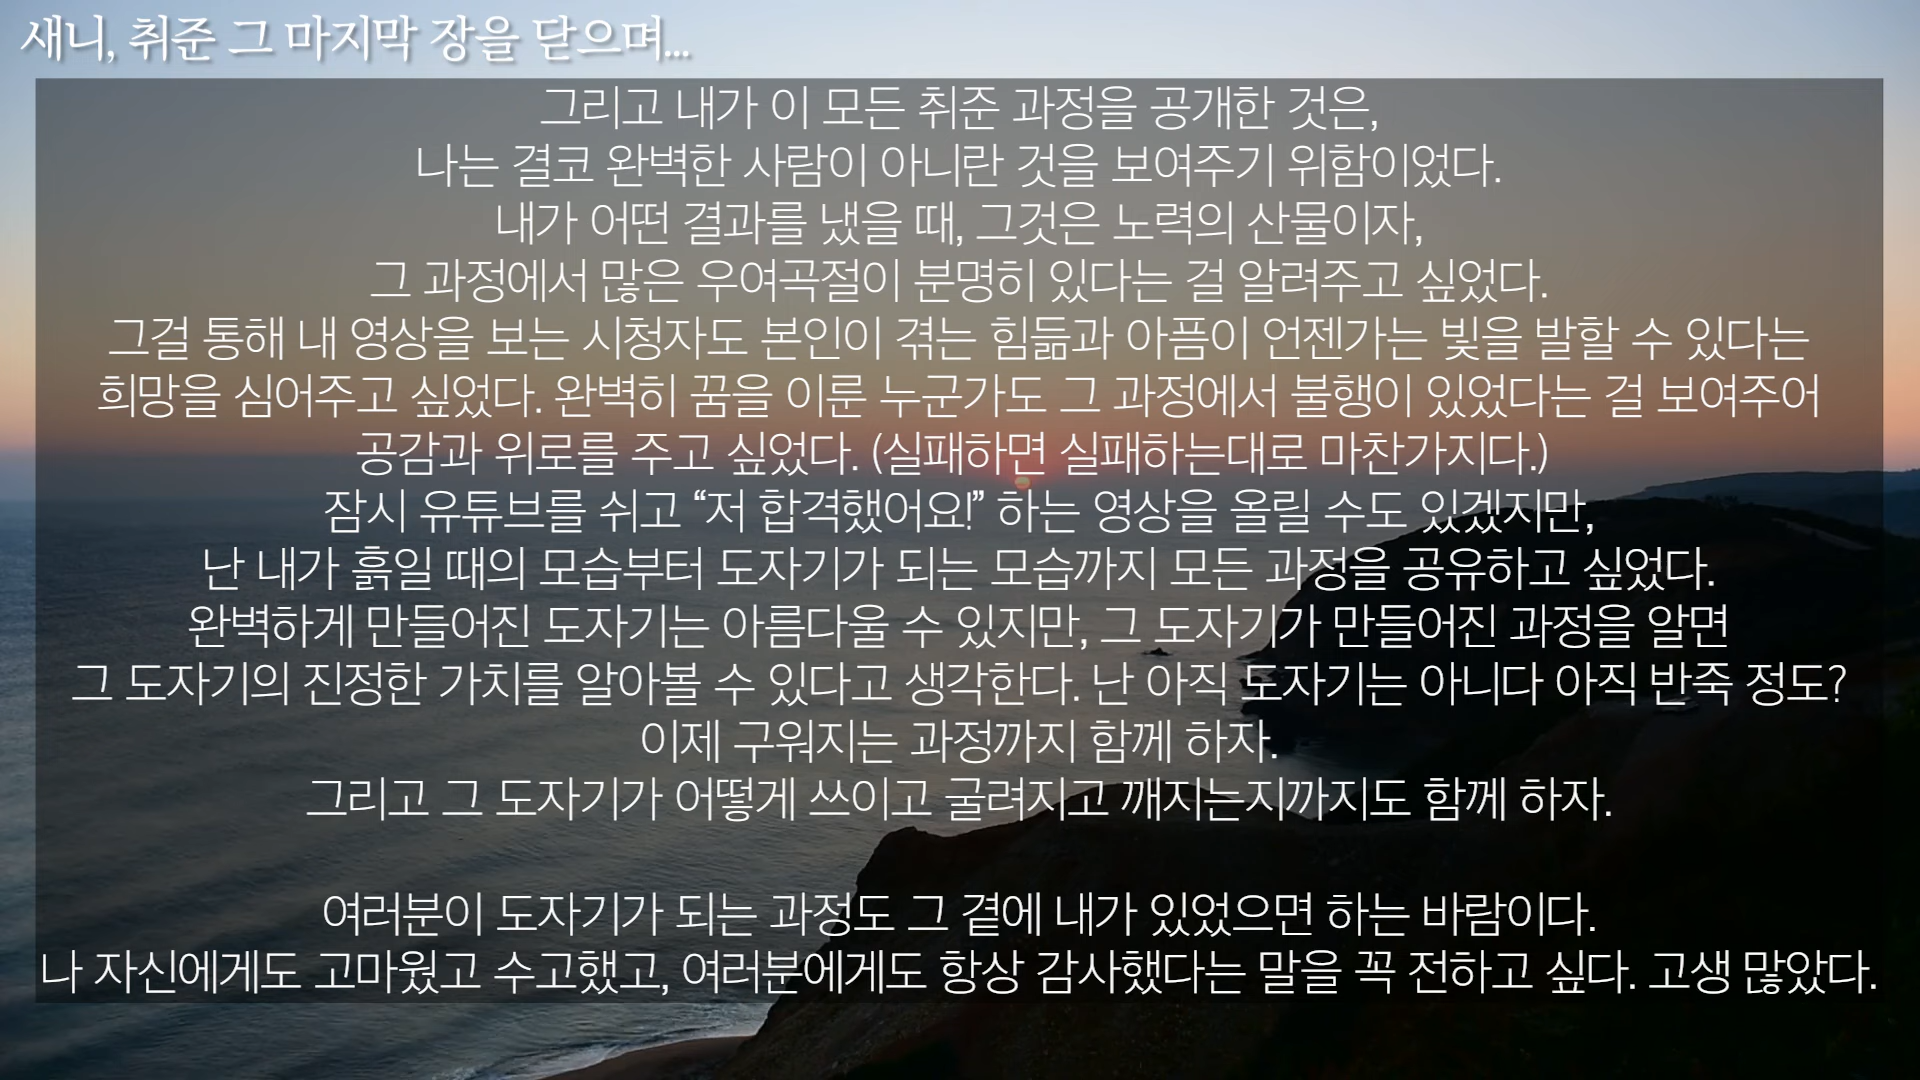 새니, 취준 그 마지막 장을 닫으며...
그리고 내가 이 모든 취준 과정을 공개한 것은,
나는 결코 완벽한 사람이 아니란 것을 보여주기 위함이었다.
내가 어떤 결과를 냈을 때, 그것은 노력의 산물이자,
그 과정에서 많은 우여곡절이 분명히 있다는 걸 알려주고 싶었다.
그걸 통해 내 영상을 보는 시청자도 본인이 겪는 힘듦과 아픔이 언젠가는 빛을 발할 수 있다는
희망을 심어주고 싶었다. 완벽히 꿈을 이룬 누군가도 그 과정에서 불행이 있었다는 걸 보여주어
공감과 위로를 주고 싶었다. (실패하면 실패하는대로 마찬가지다.)
잠시 유튜브를 쉬고 “저 합격했어요!” 하는 영상을 올릴 수도 있겠지만,
난 내가 흙일 때의 모습부터 도자기가 되는 모습까지 모든 과정을 공유하고 싶었다.
완벽하게 만들어진 도자기는 아름다울 수 있지만, 그 도자기가 만들어진 과정을 알면
그 도자기의 진정한 가치를 알아볼 수 있다고 생각한다. 난 아직 도자기는 아니다 아직 반죽 정도?
이제 구워지는 과정까지 함께 하자.
그리고 그 도자기가 어떻게 쓰이고 굴려지고 깨지는지까지도 함께 하자.
여러분이 도자기가 되는 과정도 그 곁에 내가 있었으면 하는 바람이다.
나 자신에게도 고마웠고 수고했고, 여러분에게도 항상 감사했다는 말을 꼭 전하고 싶다. 고생 많았다.